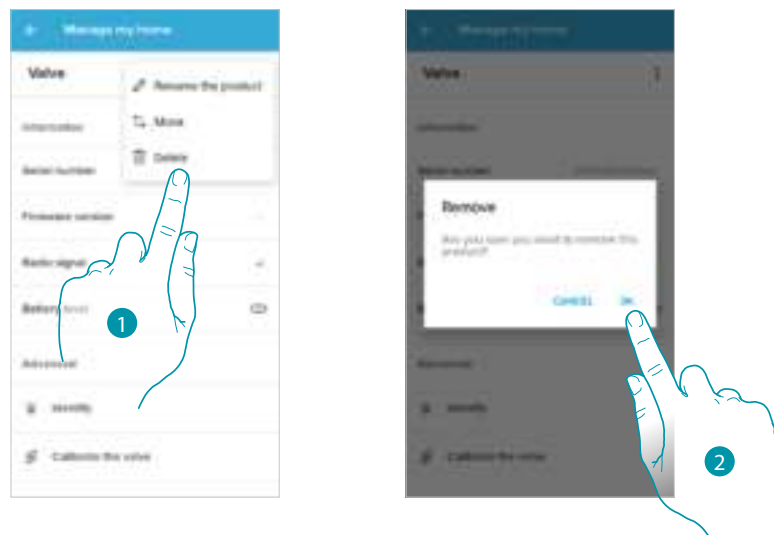 Manage my home
Valve
Rename the product
Move
Delete
Information
Serial number
Firmware version
Radio signal
Battery level
Advanced
Identify
Calibrate the valve
1
Manage my home
Valve
Information
Serial number
Remove
Are you sure you want to remove this
product?
CANCEL OK
Advanced
Identify
Calibrate the valve
2